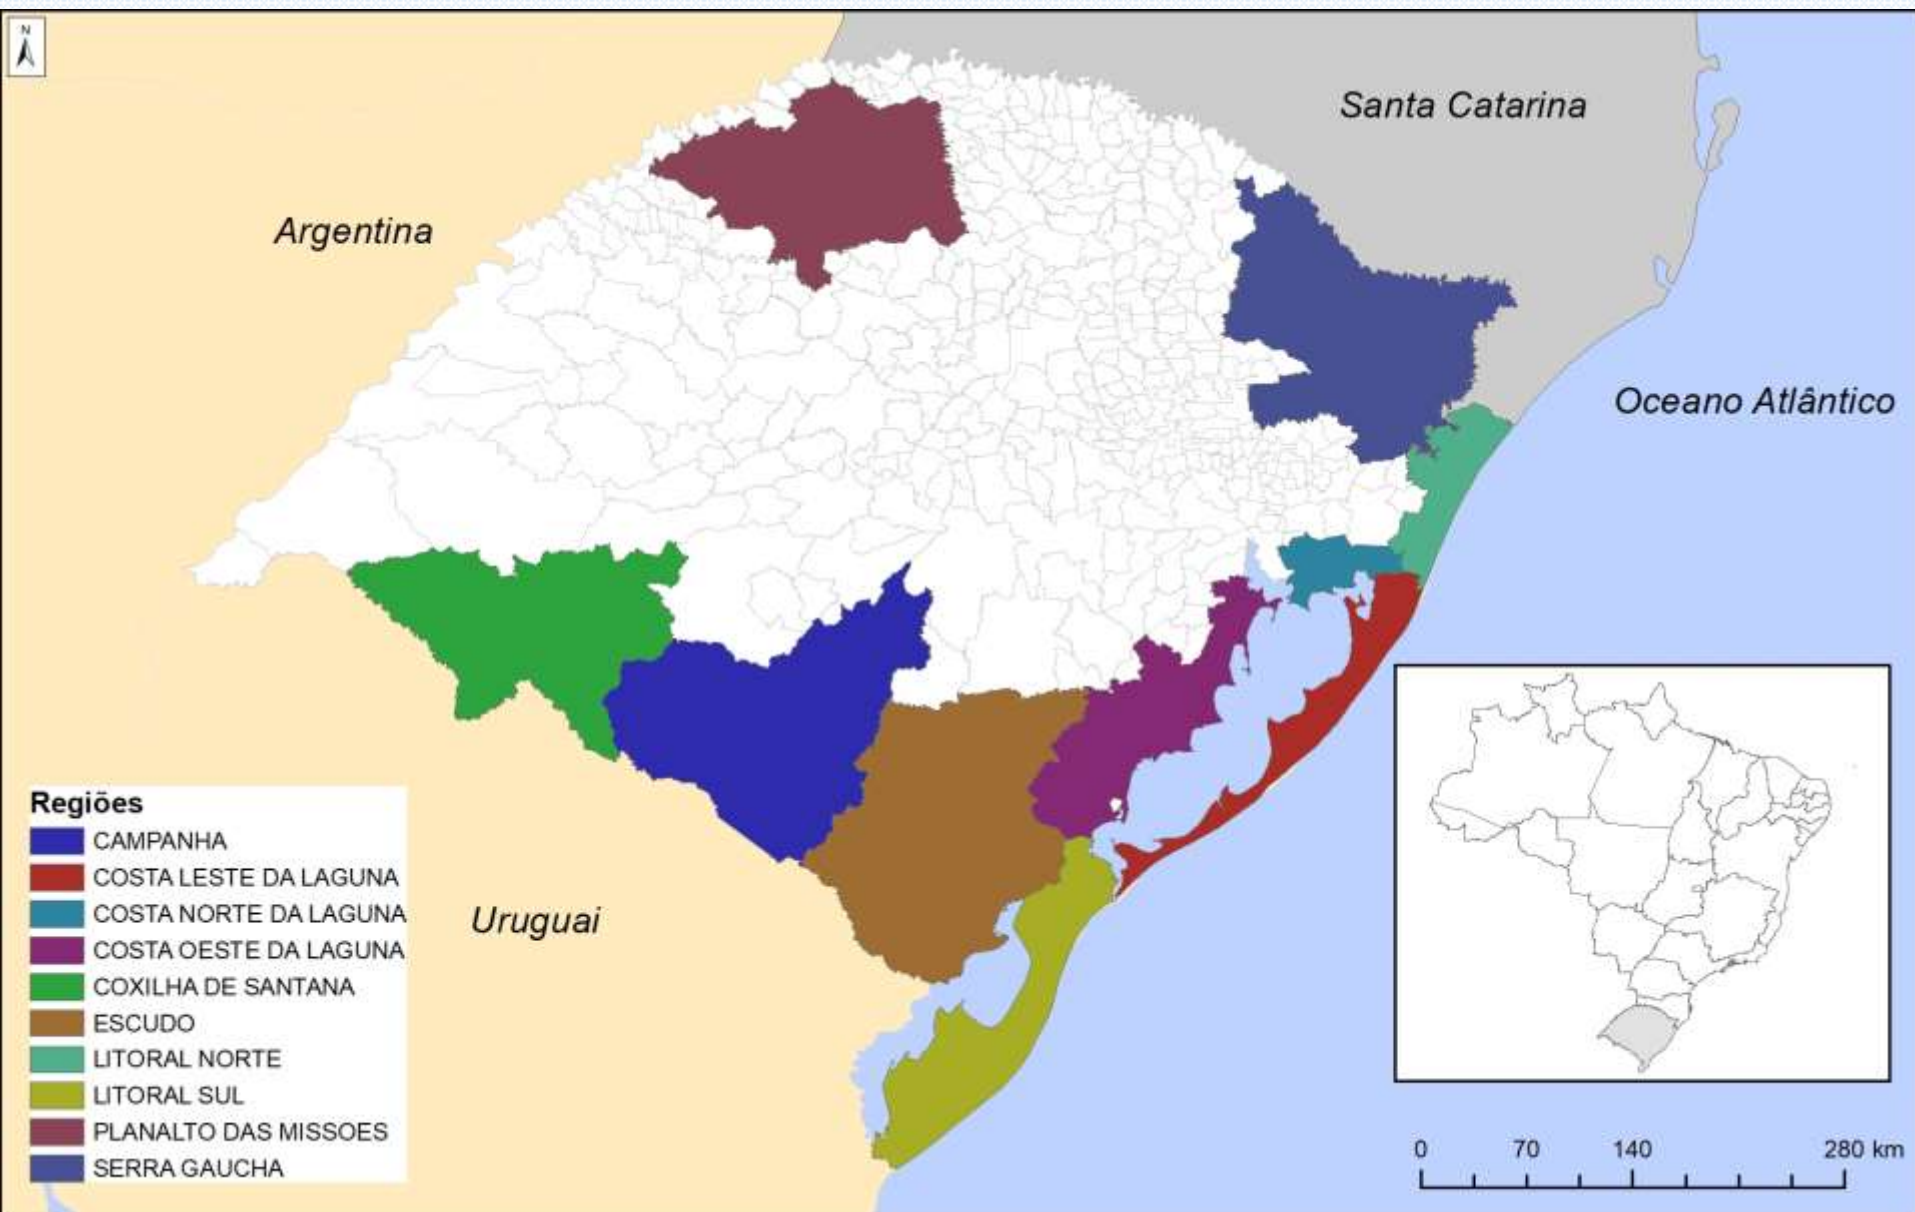 N
Santa Catarina
Argentina
Oceano Atlântico
Regiões
CAMPANHA
COSTA LESTE DA LAGUNA
COSTA NORTE DA LAGUNA
COSTA OESTE DA LAGUNA
COXILHA DE SANTANA
ESCUDO
LITORAL NORTE
LITORAL SUL
PLANALTO DAS MISSOES
SERRA GAUCHA
Uruguai
0 70 140 280 km